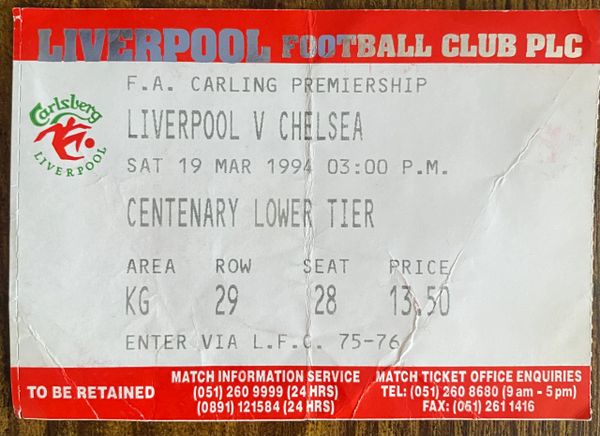 LIVERPOOL FOOTBALL CLUB PLC
F.A. CARLING PREMIERSHIP
Carlsberg
LIVERPOOL
LIVERPOOL V CHELSEA
SAT 19 MAR 1994 03:00 P.M.
CENTENARY LOWER TIER
AREA ROW SEAT PRICE
KG 29 28 13.50
ENTER VIA L.F.C. 75-76
TO BE RETAINED
MATCH INFORMATION SERVICE
(051) 260 9999 (24 HRS)
(0891) 121584 (24 HRS)
MATCH TICKET OFFICE ENQUIRIES
TEL: (051) 260 8680 (9 am - 5 pm)
FAX: (051) 261 1416